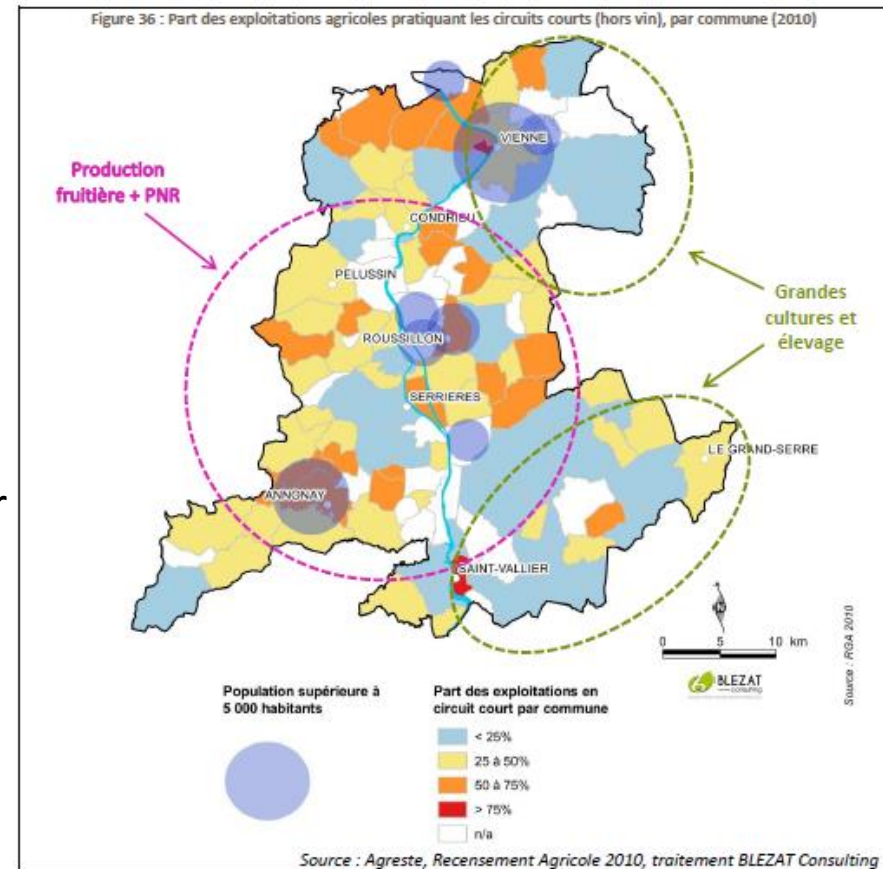 Figure 36 : Part des exploitations agricoles pratiquant les circuits courts (hors vin), par commune (2010)
VIENNE
Production
fruitière + PNR
CONDRIEU
PELUSSIN
Grandes
cultures et
élevage
ROUSSILLON
SERRIERES
LE GRAND-SERRE
ANNONAY
r
SAINT-VALLIER
N
0 5 10 km
BLEZAT
consulting
Source : RGA 2010
Population supérieure à
5 000 habitants
Part des exploitations en
circuit court par commune
< 25%
25 à 50%
50 à 75%
> 75%
n/a
Source : Agreste, Recensement Agricole 2010, traitement BLEZAT Consulting